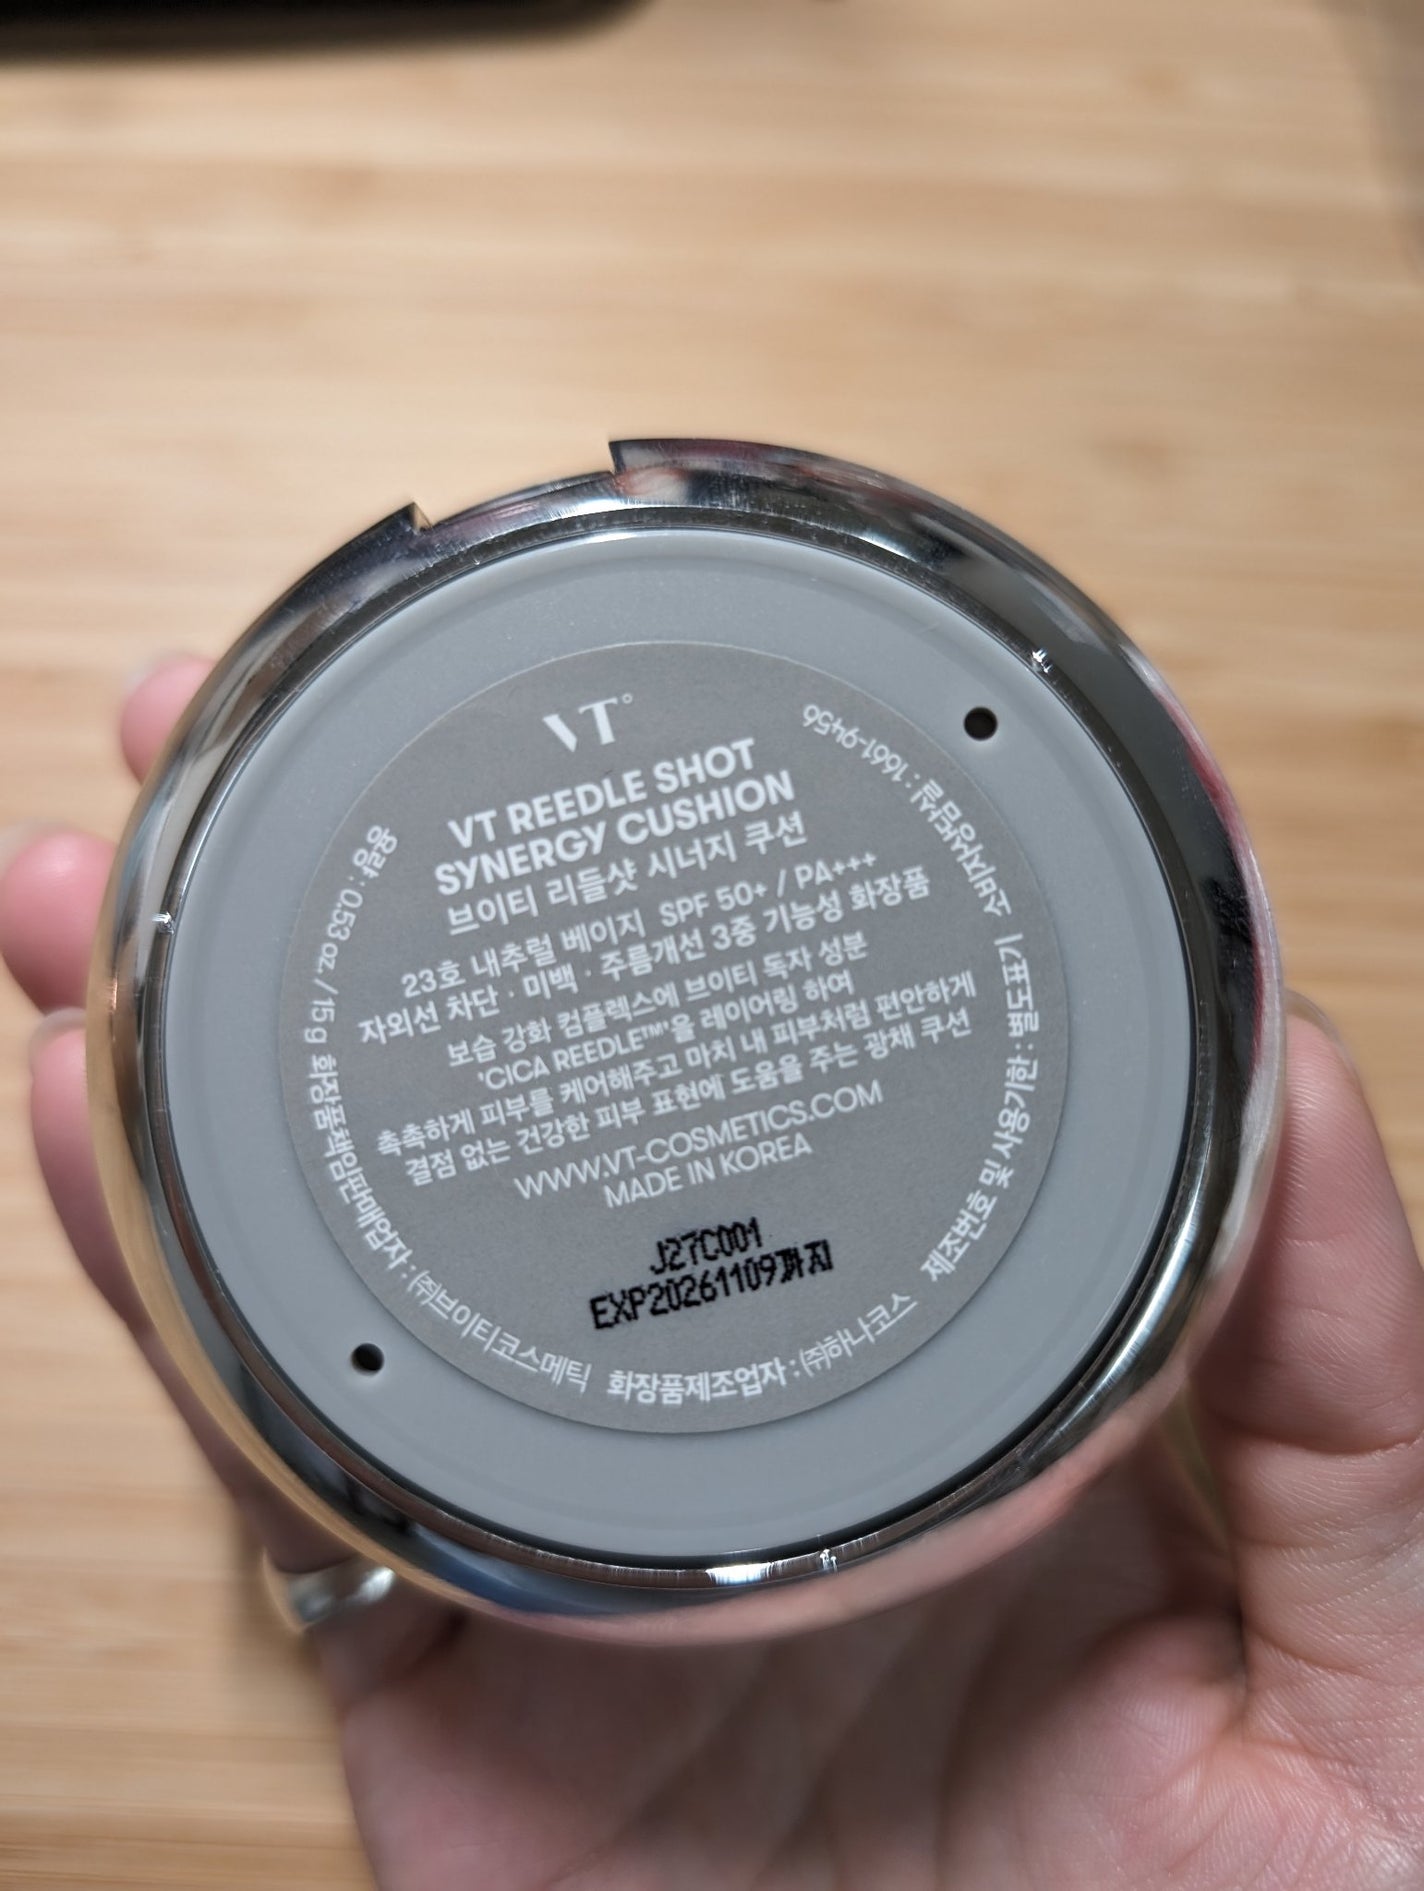 VT°
VT REEDLE SHOT
SYNERGY CUSHION
브이티 리들샷 시너지 쿠션
23호 내추럴 베이지 SPF 50+ / PA+++
자외선 차단 · 미백 · 주름개선 3중 기능성 화장품
보습 강화 컴플렉스에 브이티 독자 성분
'CICA REEDLE™'을 레이어링 하여
촉촉하게 피부를 케어해주고 마치 내 피부처럼 편안하게
결점 없는 건강한 피부 표현에 도움을 주는 광채 쿠션
WWW.VT-COSMETICS.COM
MADE IN KOREA
J27C001
EXP20261109까지
용량 : 0.53 oz. / 15 g 화장품책임판매업자 : ㈜브이티코스메틱 화장품제조업자 : ㈜하나코스
제조번호 및 사용기한 : 별도표기
소비자상담실 : 1661-9456